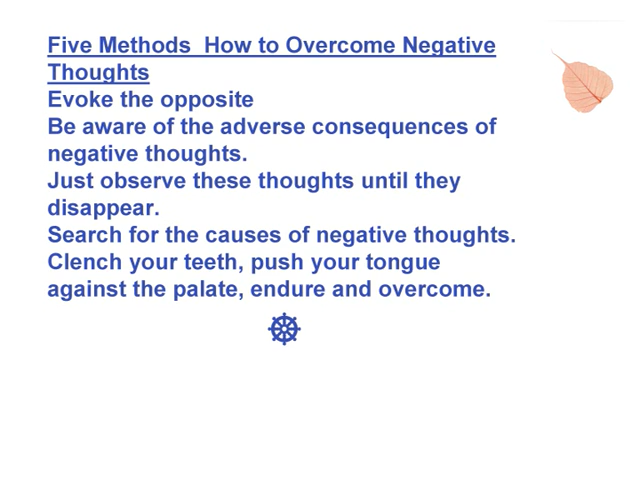 Five Methods  How to Overcome Negative
Thoughts
Evoke the opposite
Be aware of the adverse consequences of
negative thoughts.
Just observe these thoughts until they
disappear.
Search for the causes of negative thoughts.
Clench your teeth, push your tongue
against the palate, endure and overcome.